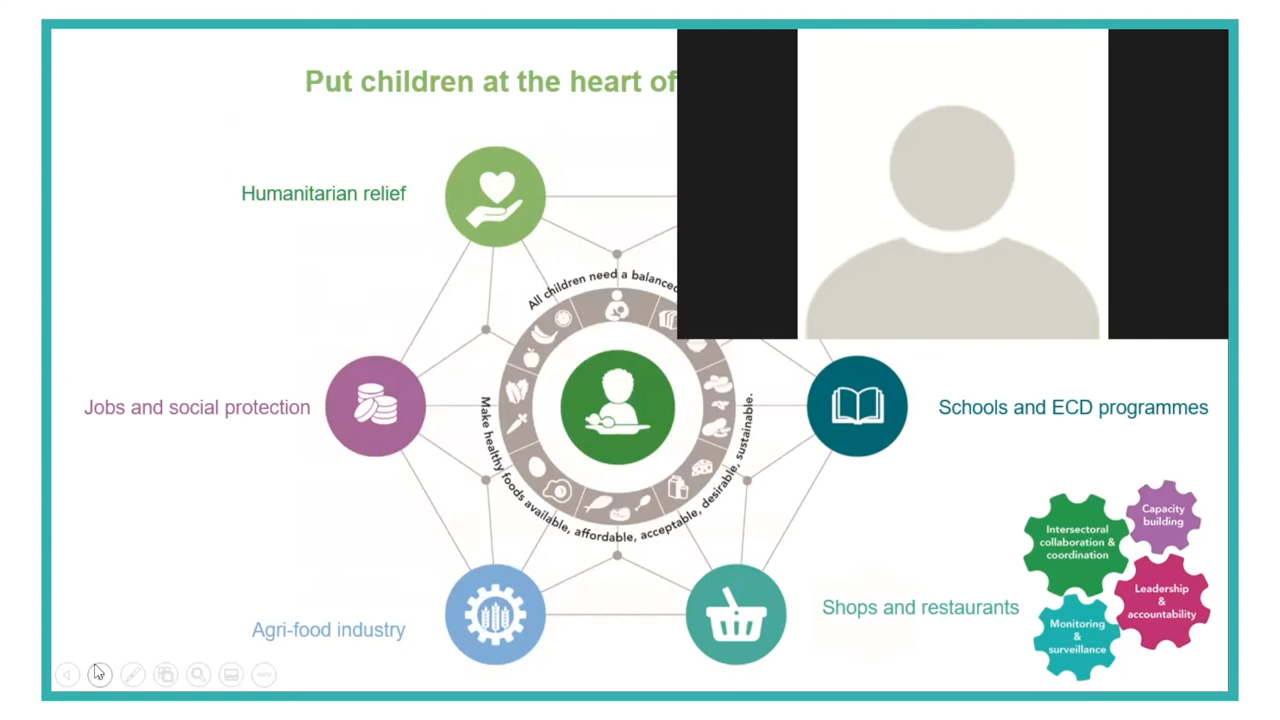 Put children at the heart of
Humanitarian relief
All children need a balanced
Jobs and social protection
Schools and ECD programmes
Make healthy foods available, affordable, acceptable, desirable, sustainable.
Agri-food industry
Shops and restaurants
Capacity
building
Intersectoral
collaboration &
coordination
Leadership
&
accountability
Monitoring
&
surveillance